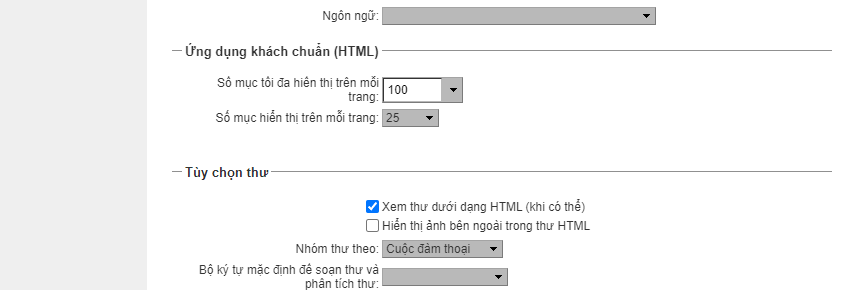 Ngôn ngữ:
Ứng dụng khách chuẩn (HTML)
Số mục tối đa hiển thị trên mỗi
trang: 100
Số mục hiển thị trên mỗi trang: 25
Tùy chọn thư
Xem thư dưới dạng HTML (khi có thể)
Hiển thị ảnh bên ngoài trong thư HTML
Nhóm thư theo: Cuộc đàm thoại
Bộ ký tự mặc định để soạn thư và
phân tích thư: